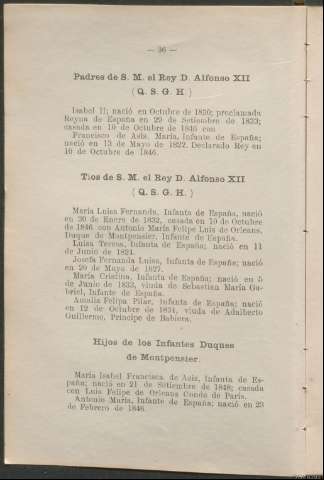 — 36 —
Padres de S. M. el Rey D. Alfonso XII
( Q. S. G. H )
Isabel II; nació en Octubre de 1830; proclamada
Reyna de España en 29 de Setiembre de 1833;
casada en 10 de Octubre de 1846 con
Francisco de Asis. María, Infante de España;
nació en 13 de Mayo de 1822. Declarado Rey en
10 de Octubre de 1846.
Tios de S. M. el Rey D. Alfonso XII
( Q. S. G. H. )
María Luisa Fernanda, Infanta de España, nació
en 30 de Enero de 1832, casada en 10 de Octubre
de 1846 con Antonio María Felipe Luis de Orleans,
Duque de Montpensier, Infante de España.
Luisa Teresa, Infanta de España; nació en 11
de Junio de 1824.
Josefa Fernanda Luisa, Infanta de España; nació
en 29 de Mayo de 1827.
María Cristina, Infanta de España; nació en 5
de Junio de 1833, viuda de Sebastian María Ga-
briel, Infante de España.
Amalia Felipa Pilar, Infanta de España; nació
en 12 de Octubre de 1834, viuda de Adalberto
Guillermo, Príncipe de Babiera.
Hijos de los Infantes Duques
de Montpensier.
María Isabel Francisca de Asis, Infanta de Es-
paña; nació en 21 de Setiembre de 1848; casada
con Luis Felipe de Orleans Conde de París.
Antonio María, Infante de España; nació en 23
de Febrero de 1846.